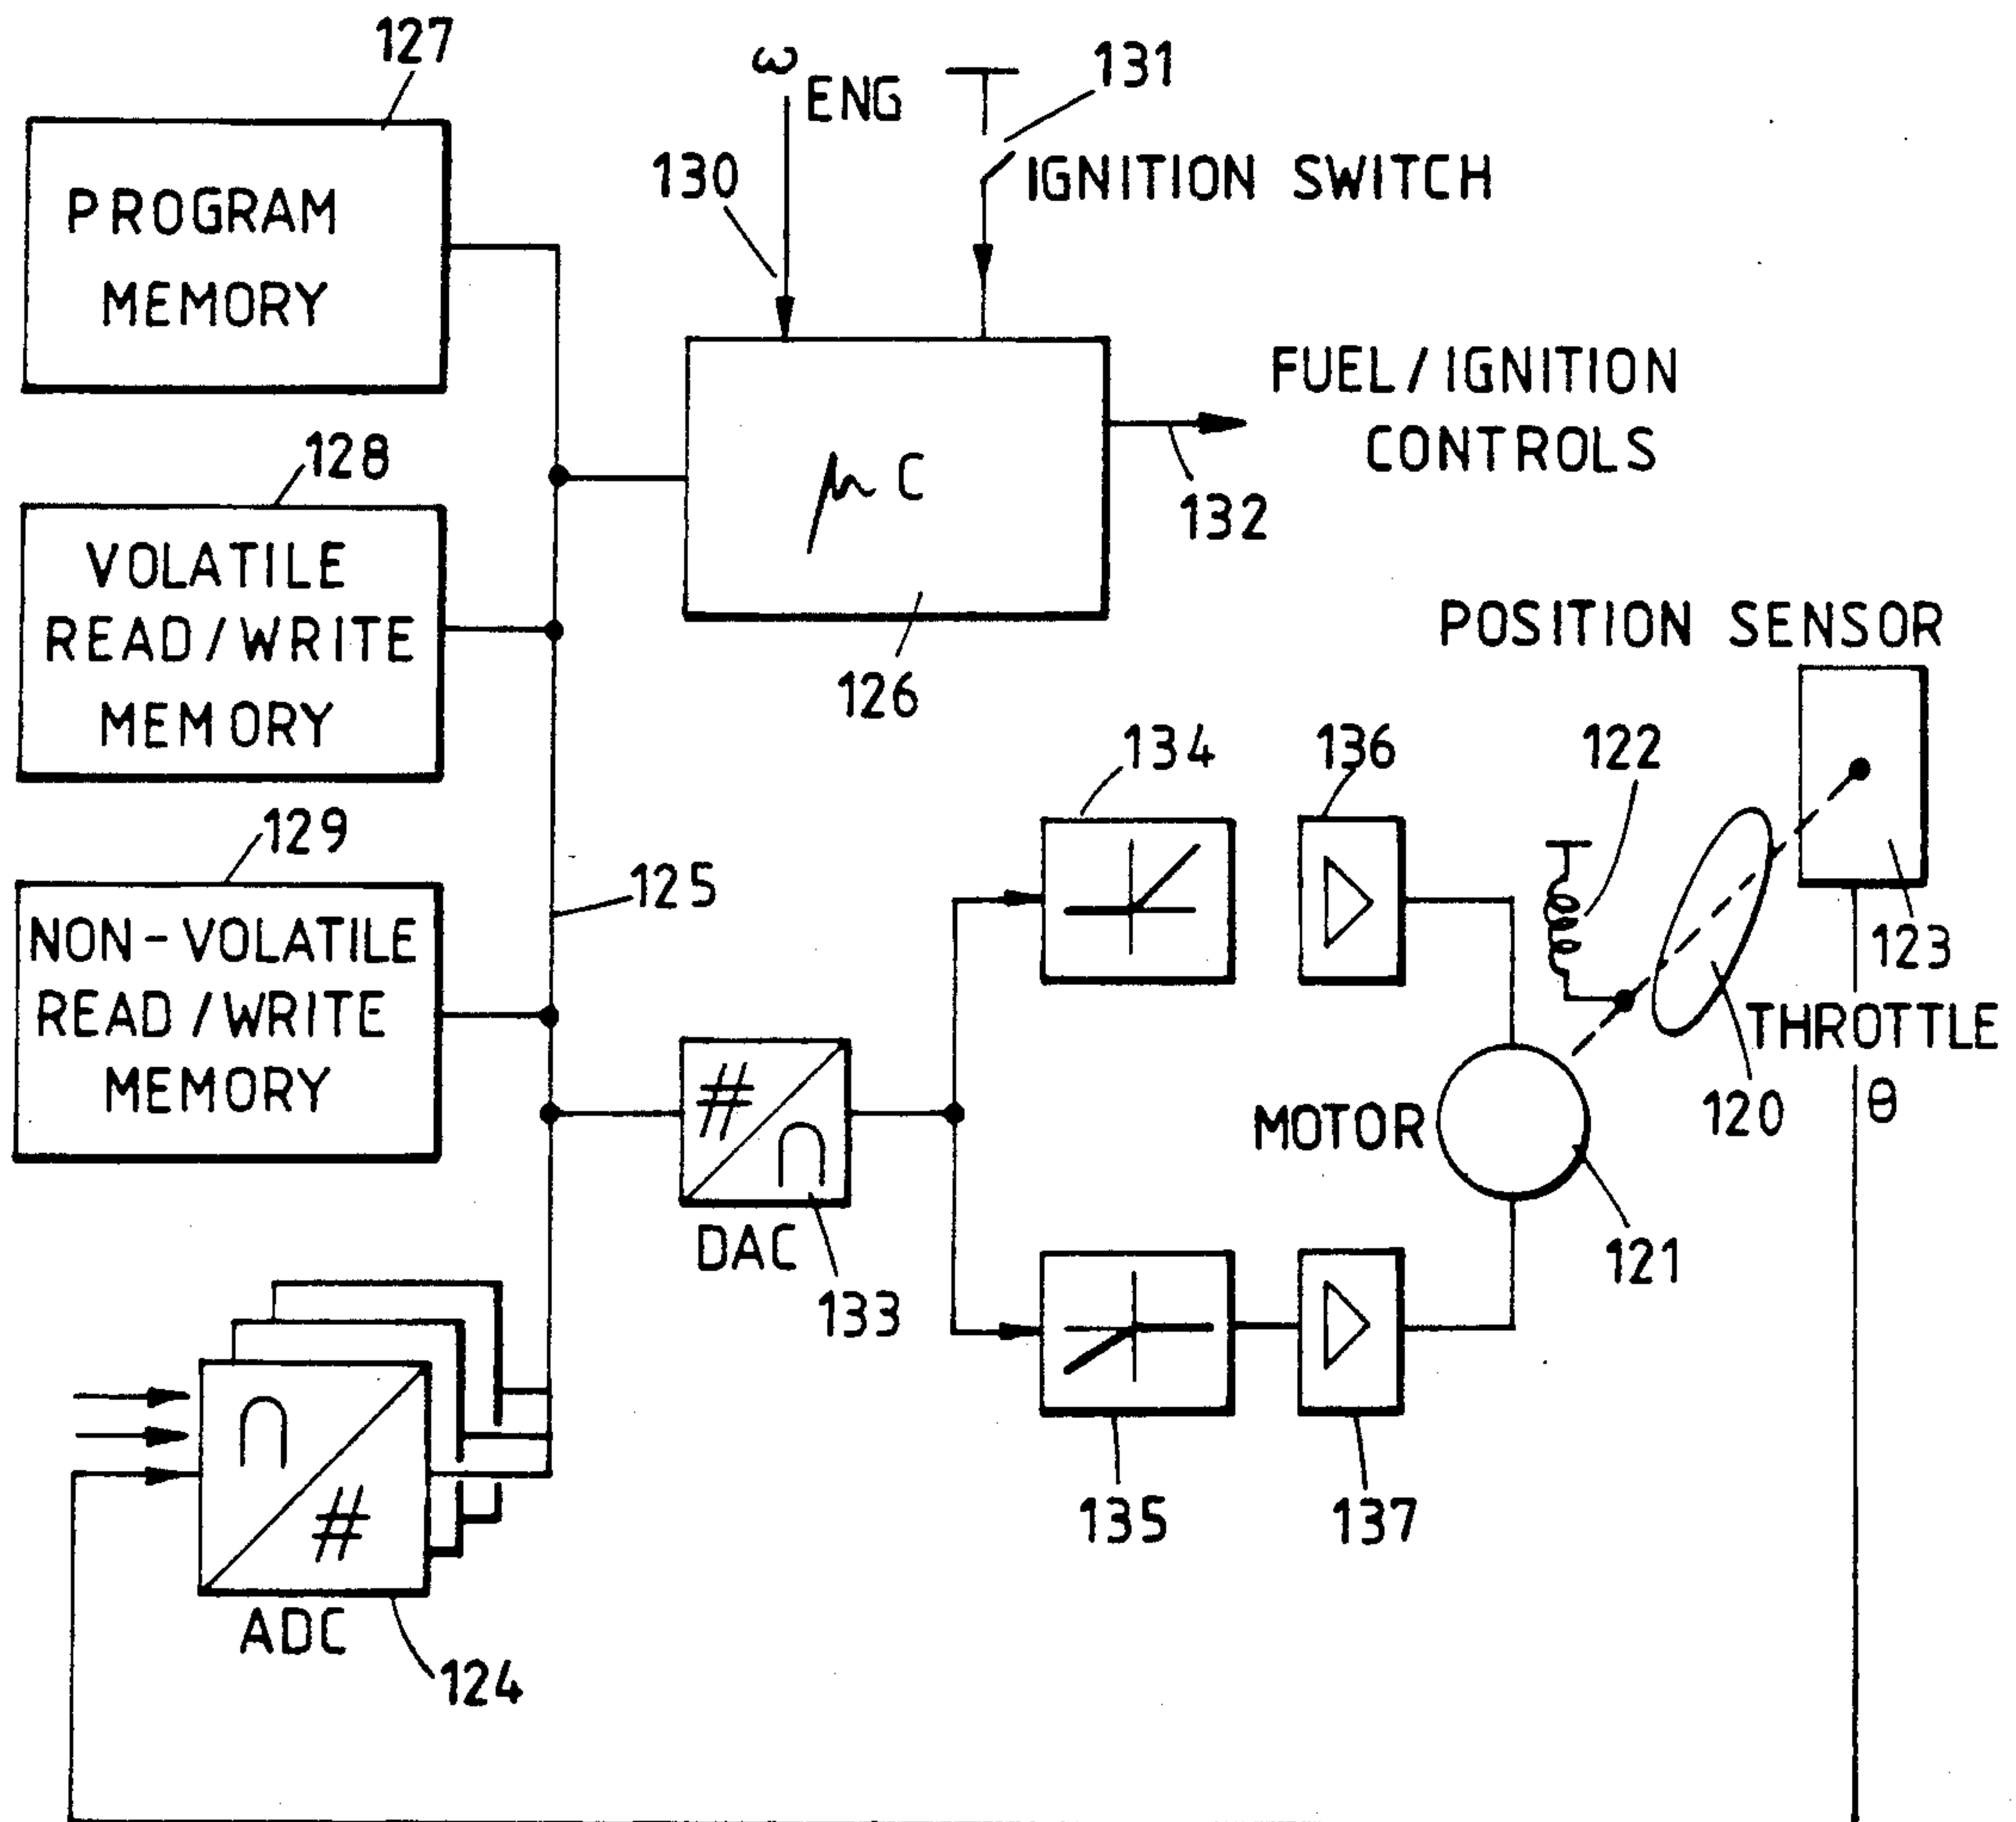 127
PROGRAM
MEMORY
ω ENG
130
131
IGNITION SWITCH
FUEL / IGNITION
CONTROLS
132
μC
126
128
VOLATILE
READ / WRITE
MEMORY
129
NON-VOLATILE
READ / WRITE
MEMORY
125
POSITION SENSOR
123
134
136
122
THROTTLE
120
θ
MOTOR
121
#
∩
DAC
133
135
137
∩
#
ADC
124